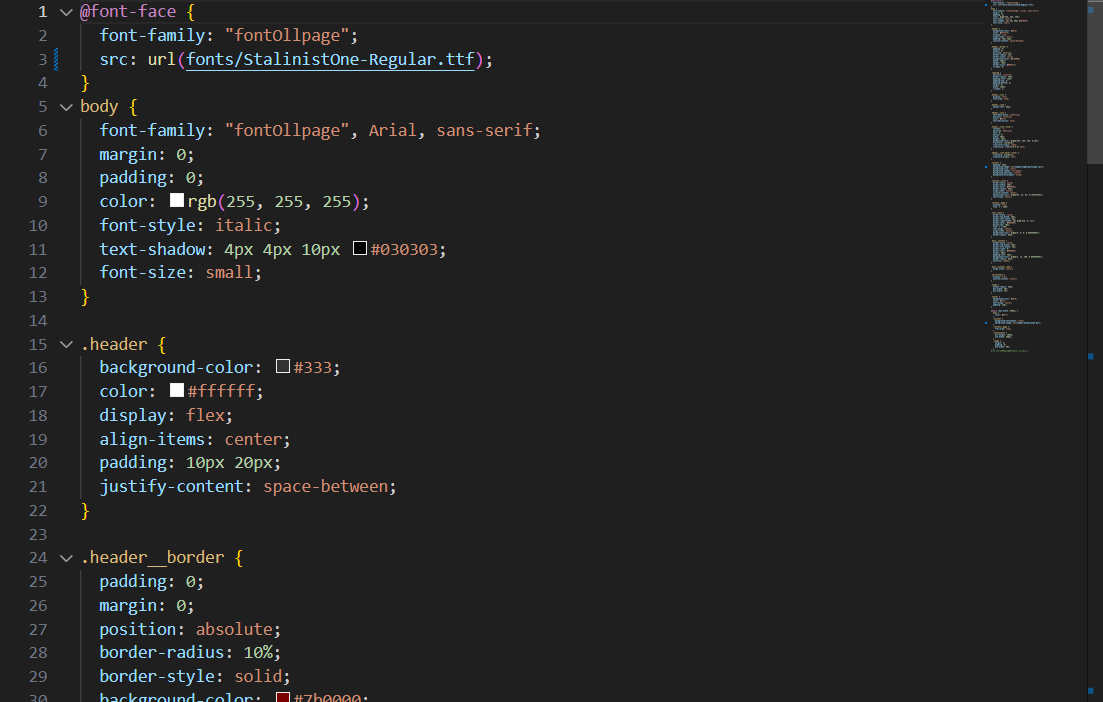 1 @font-face {
2 font-family: "fontOllpage";
3 src: url(fonts/StalinistOne-Regular.ttf);
4 }
5 body {
6 font-family: "fontOllpage", Arial, sans-serif;
7 margin: 0;
8 padding: 0;
9 color: rgb(255, 255, 255);
10 font-style: italic;
11 text-shadow: 4px 4px 10px #030303;
12 font-size: small;
13 }
14
15 .header {
16 background-color: #333;
17 color: #ffffff;
18 display: flex;
19 align-items: center;
20 padding: 10px 20px;
21 justify-content: space-between;
22 }
23
24 .header__border {
25 padding: 0;
26 margin: 0;
27 position: absolute;
28 border-radius: 10%;
29 border-style: solid;
30 background-color: #7b0000;